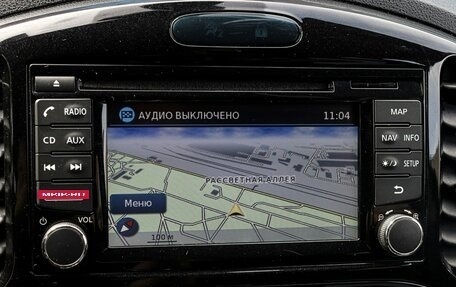 АУДИО ВЫКЛЮЧЕНО 11:04
RADIO
MAP
CD AUX
NAV INFO
SETUP
РАССВЕТНАЯ АЛЛЕЯ
Меню
VOL
100 м